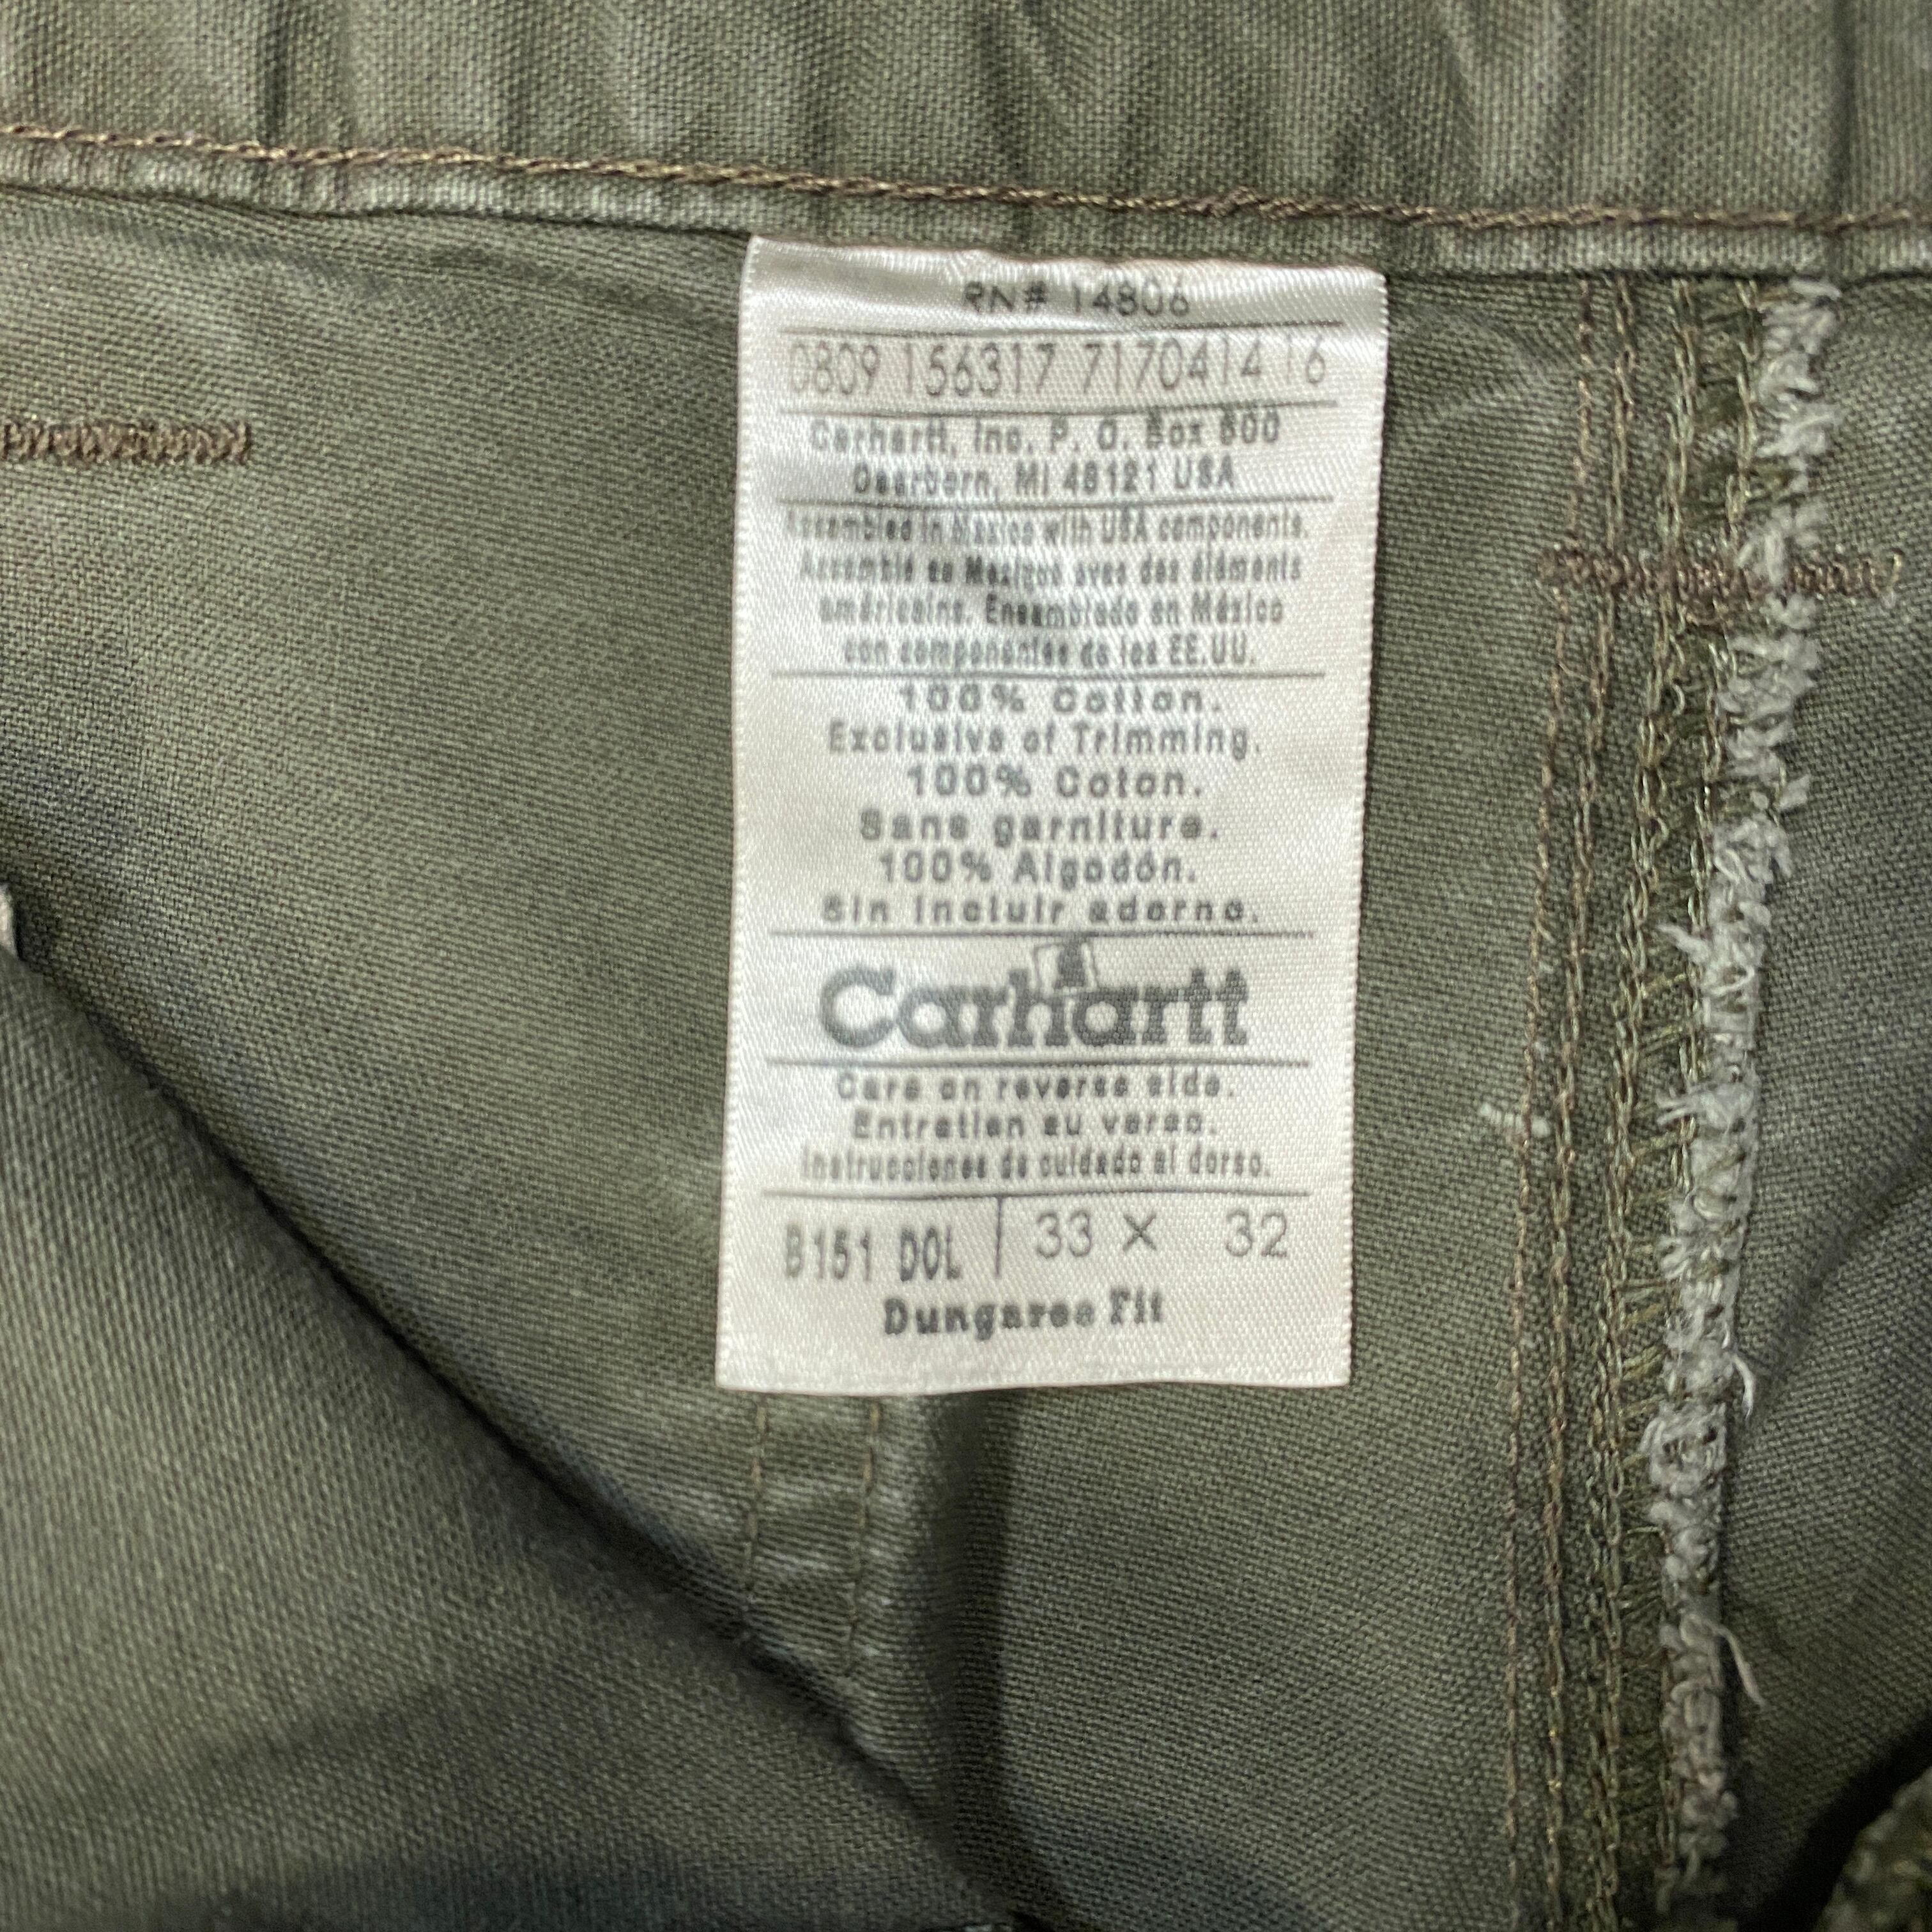 RN# 14806
0809 156317 7170414 16
Carhartt, Inc. P. O. Box 600
Dearborn, MI 48121 USA
Assembled in Mexico with USA components.
Assemblé au Mexique avec des éléments
américains. Ensamblado en México
con componentes de los EE.UU.
100% Cotton.
Exclusive of Trimming.
100% Coton.
Sans garniture.
100% Algodón.
Sin incluir adorno.
Carhartt
Care on reverse side.
Entretien au verso.
Instrucciones de cuidado al dorso.
B151 DOL 33 X 32
Dungaree Fit